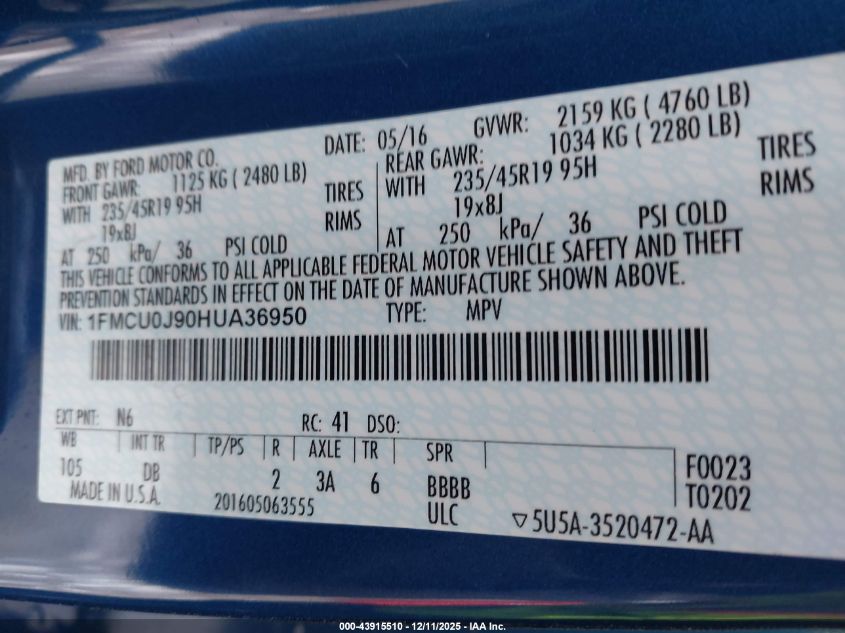 MFD. BY FORD MOTOR CO. DATE: 05/16 GVWR: 2159 KG ( 4760 LB)
FRONT GAWR: 1125 KG ( 2480 LB) REAR GAWR: 1034 KG ( 2280 LB)
WITH 235/45R19 95H TIRES WITH 235/45R19 95H TIRES
19x8J RIMS 19x8J RIMS
AT 250 kPa/ 36 PSI COLD AT 250 kPa/ 36 PSI COLD
THIS VEHICLE CONFORMS TO ALL APPLICABLE FEDERAL MOTOR VEHICLE SAFETY AND THEFT
PREVENTION STANDARDS IN EFFECT ON THE DATE OF MANUFACTURE SHOWN ABOVE.
VIN: 1FMCU0J90HUA36950 TYPE: MPV
EXT PNT: N6 RC: 41 DSO:
WB INT TR TP/PS R AXLE TR SPR
105 DB 2 3A 6 BBBB F0023
MADE IN U.S.A. 201605063555 ULC T0202
▽5U5A-3520472-AA
000-43915510 - 12/11/2025 - IAA Inc.